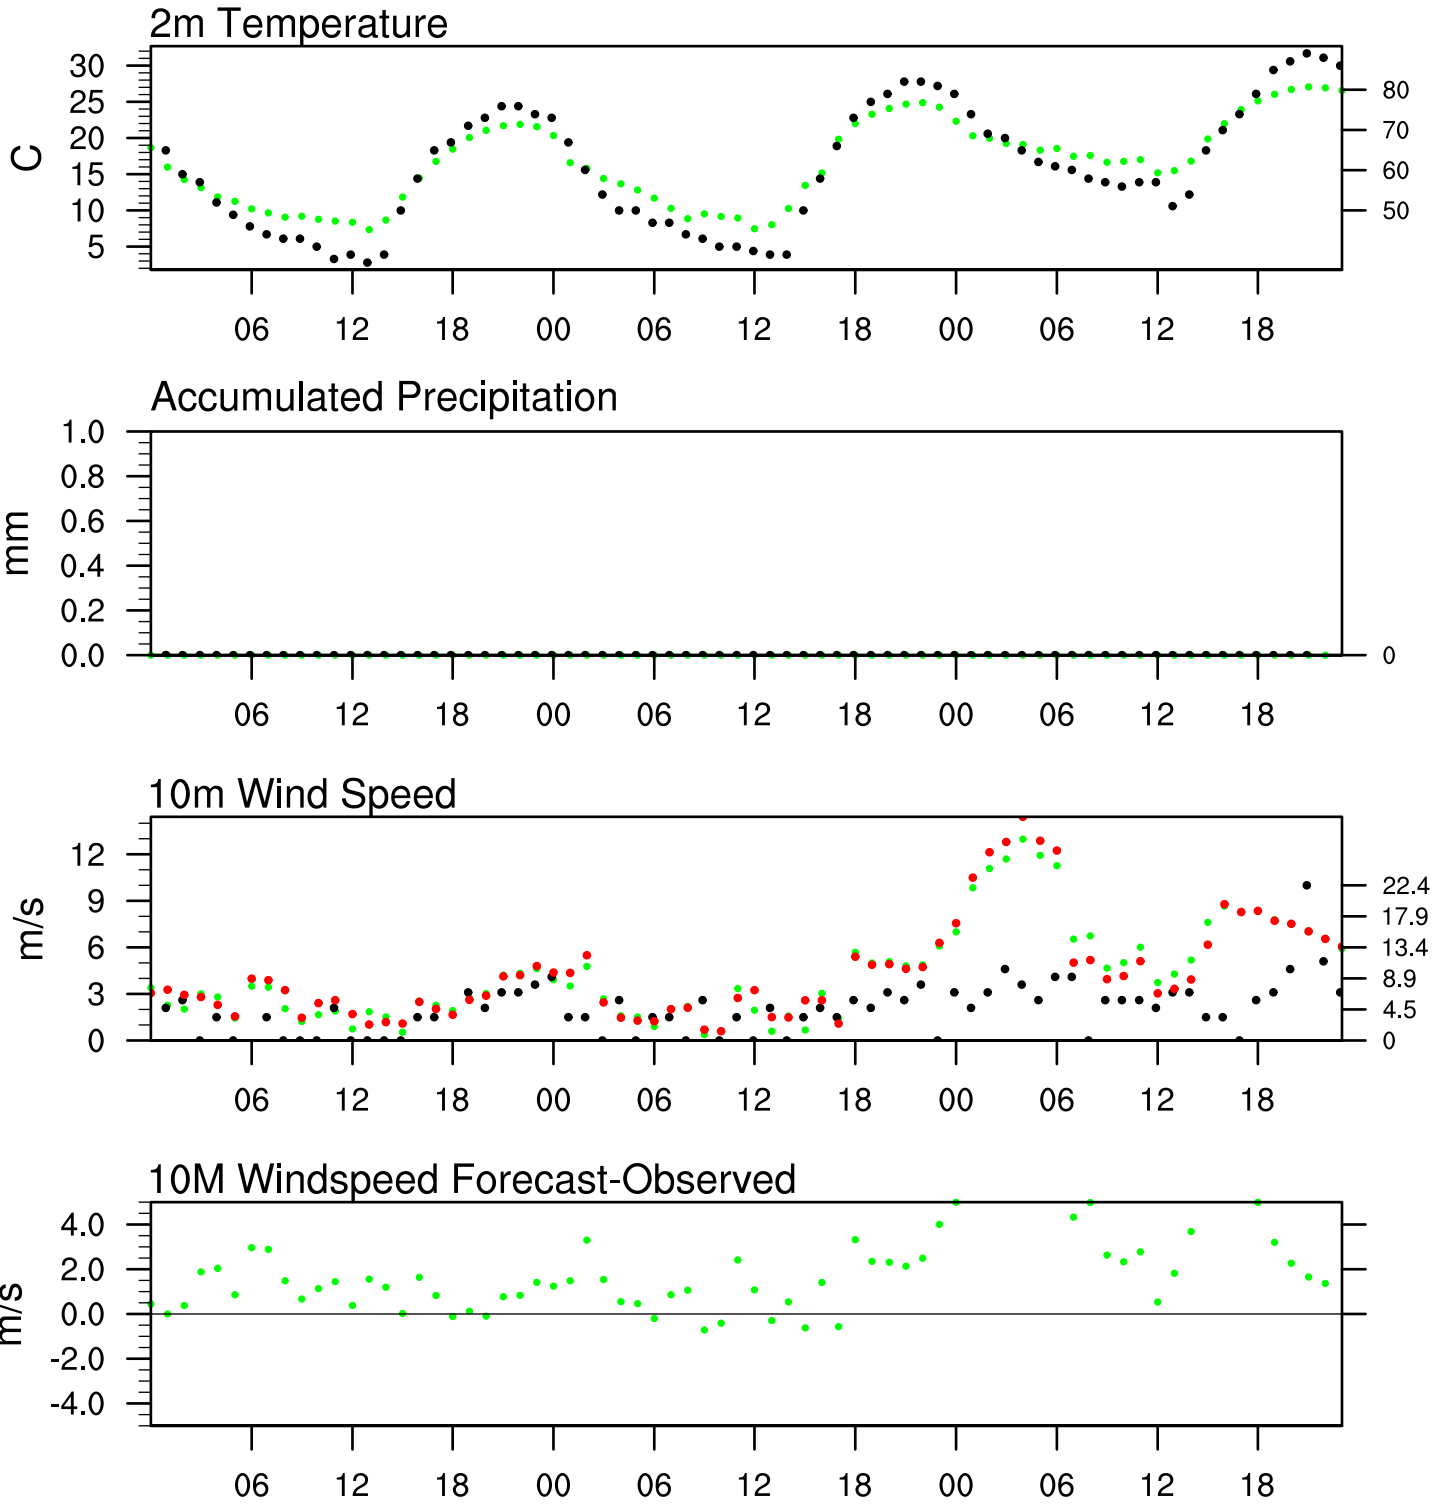 2m Temperature
30
25
20
15
10
5
C
80
70
60
50
06 12 18 00 06 12 18 00 06 12 18
Accumulated Precipitation
1.0
0.8
0.6
0.4
0.2
0.0
mm
0
06 12 18 00 06 12 18 00 06 12 18
10m Wind Speed
12
9
6
3
0
m/s
22.4
17.9
13.4
8.9
4.5
0
06 12 18 00 06 12 18 00 06 12 18
10M Windspeed Forecast-Observed
4.0
2.0
0.0
-2.0
-4.0
m/s
06 12 18 00 06 12 18 00 06 12 18